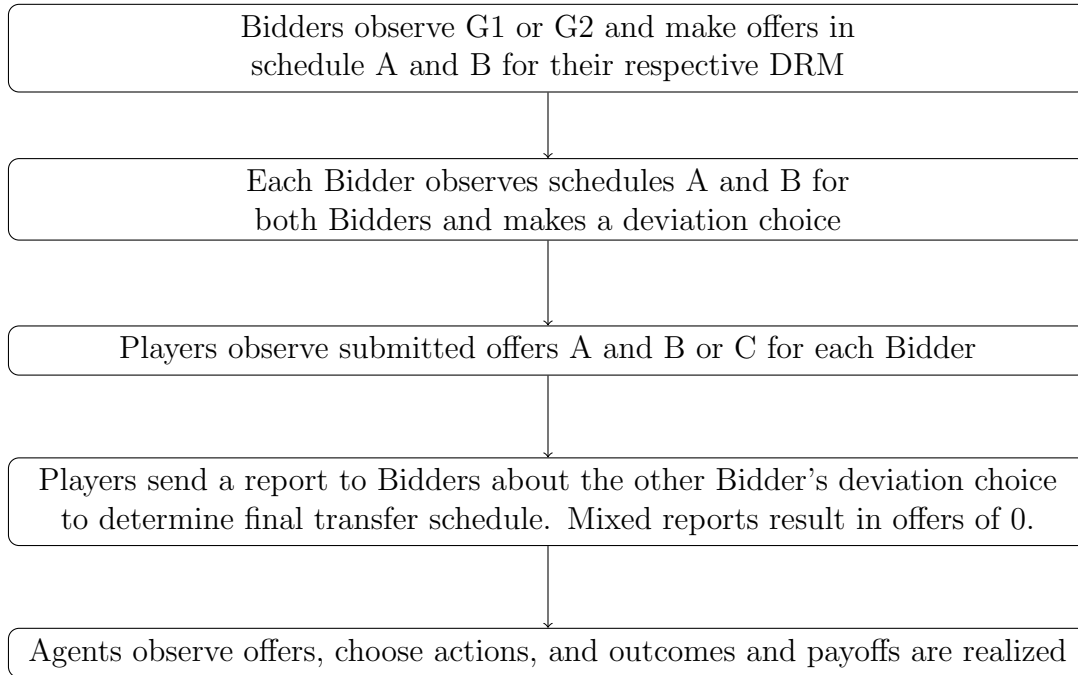 Bidders observe G1 or G2 and make offers in
schedule A and B for their respective DRM
Each Bidder observes schedules A and B for
both Bidders and makes a deviation choice
Players observe submitted offers A and B or C for each Bidder
Players send a report to Bidders about the other Bidder's deviation choice
to determine final transfer schedule. Mixed reports result in offers of 0.
Agents observe offers, choose actions, and outcomes and payoffs are realized